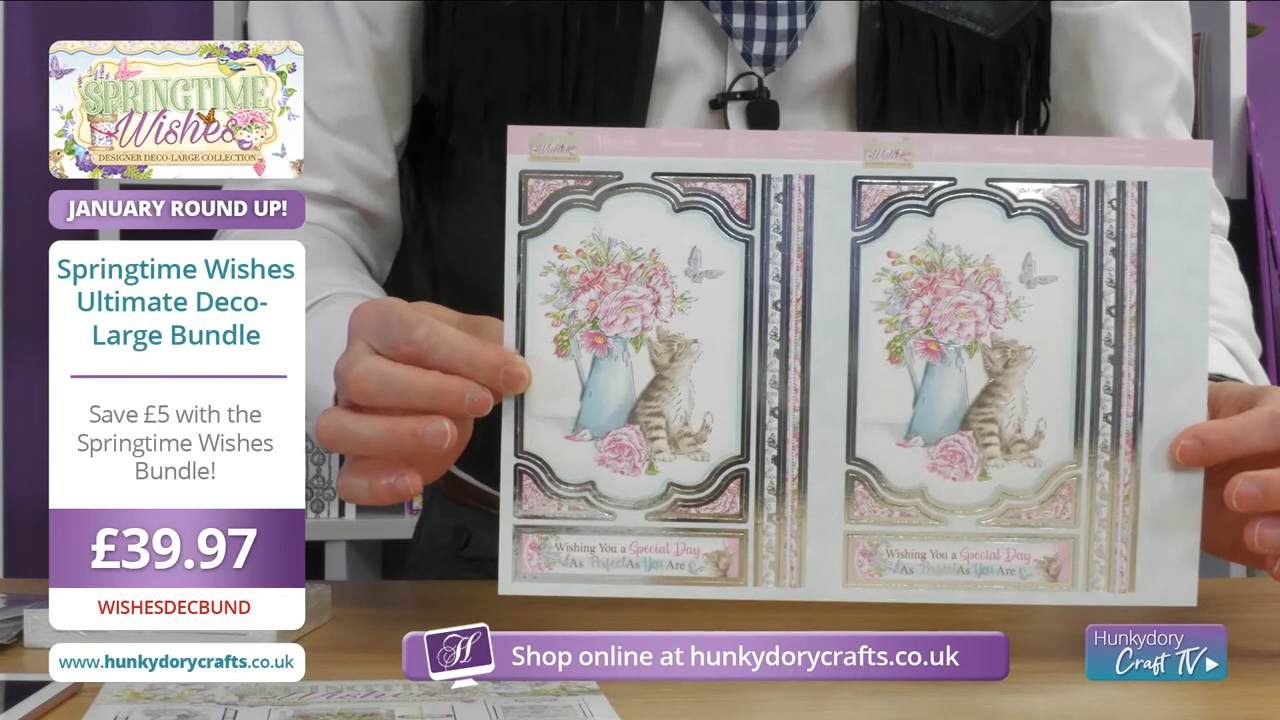 SPRINGTIME
Wishes
DESIGNER DECO-LARGE COLLECTION
JANUARY ROUND UP!
Springtime Wishes
Ultimate Deco-
Large Bundle
Save £5 with the
Springtime Wishes
Bundle!
£39.97
WISHESDECBUND
www.hunkydorycrafts.co.uk
Wishes
Wishing You a Special Day
As Perfect As You Are
Wishing You a Special Day
As Perfect As You Are
H Shop online at hunkydorycrafts.co.uk
Hunkydory
Craft TV